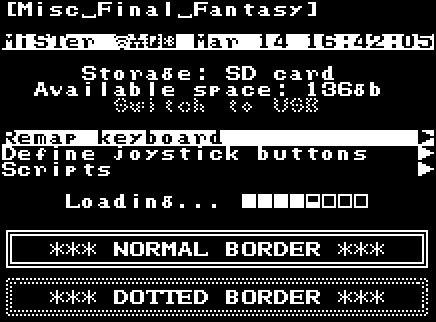 [Misc_Final_Fantasy]
MiSTer Mar 14 16:42:05
Storage: SD card
Available space: 136gb
Switch to USB
Remap keyboard
Define joystick buttons
Scripts
Loading...
*** NORMAL BORDER ***
*** DOTTED BORDER ***